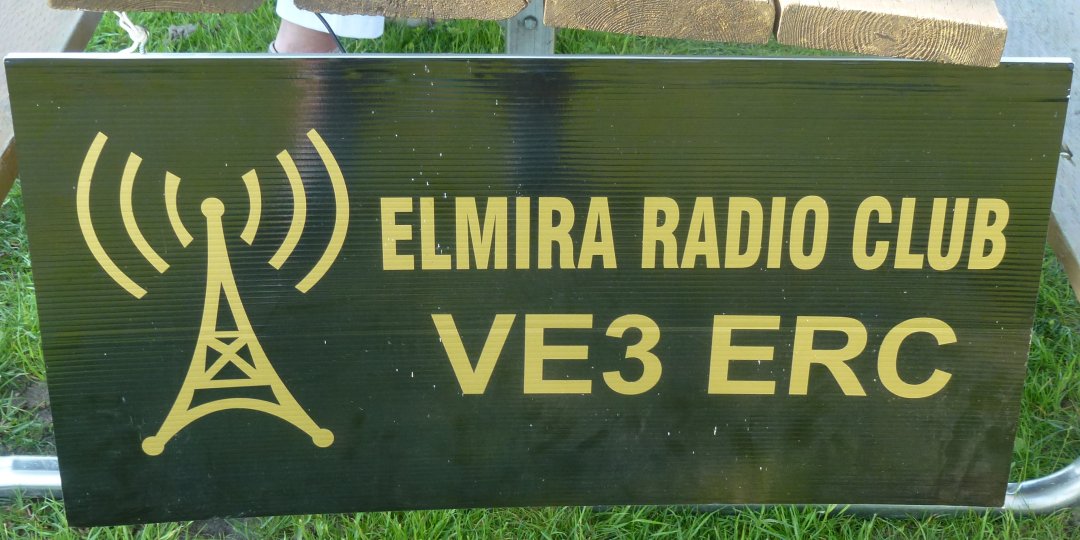 ELMIRA RADIO CLUB
VE3 ERC